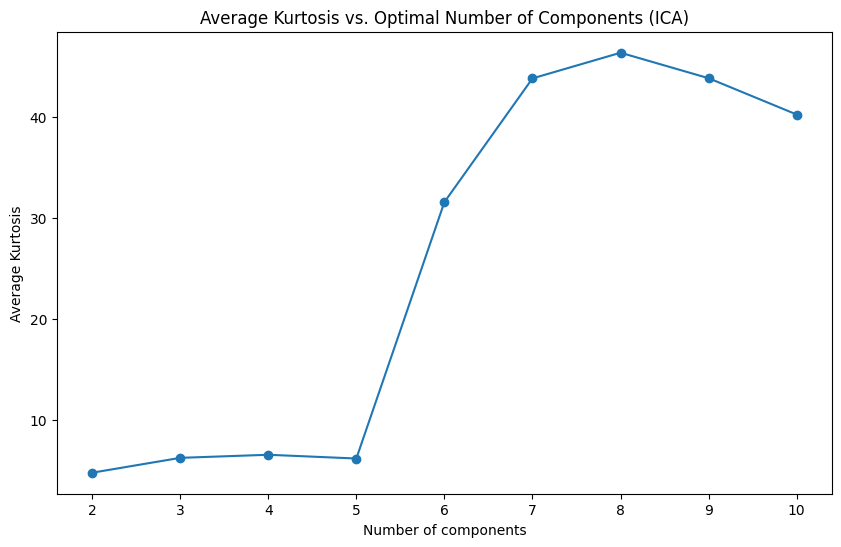 Average Kurtosis vs. Optimal Number of Components (ICA)
Average Kurtosis
40
30
20
10
2 3 4 5 6 7 8 9 10
Number of components